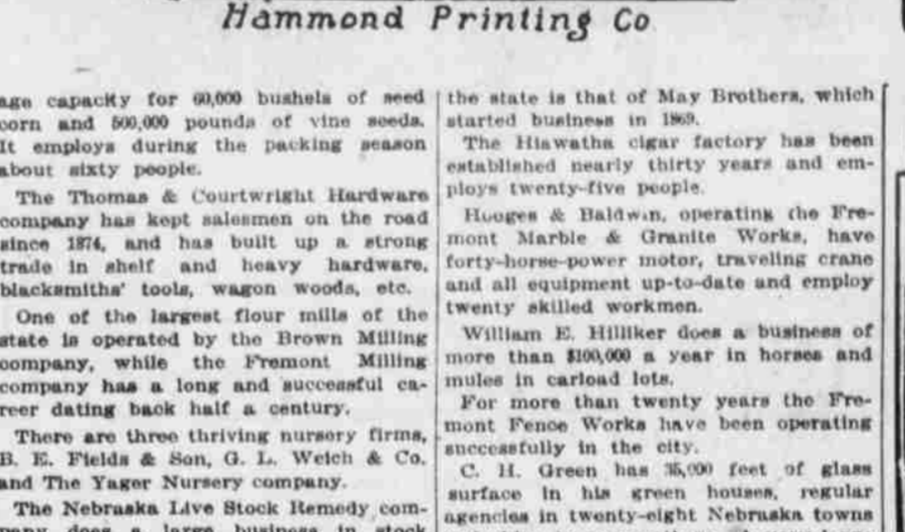 Hammond Printing Co
age capacity for 60,000 bushels of seed
corn and 500,000 pounds of vine seeds.
It employs during the packing season
about sixty people.
The Thomas & Courtwright Hardware
company has kept salesmen on the road
since 1874, and has built up a strong
trade in shelf and heavy hardware,
blacksmiths' tools, wagon woods, etc.
One of the largest flour mills of the
state is operated by the Brown Milling
company, while the Fremont Milling
company has a long and successful ca-
reer dating back half a century.
There are three thriving nursery firms,
B. E. Fields & Son, G. L. Welch & Co.
and The Yager Nursery company.
The Nebraska Live Stock Remedy com-
pany does a large business in stock
the state is that of May Brothers, which
started business in 1869.
The Hiawatha cigar factory has been
established nearly thirty years and em-
ploys twenty-five people.
Hooges & Baldwin, operating the Fre-
mont Marble & Granite Works, have
forty-horse-power motor, traveling crane
and all equipment up-to-date and employ
twenty skilled workmen.
William E. Hilliker does a business of
more than $100,000 a year in horses and
mules in carload lots.
For more than twenty years the Fre-
mont Fence Works have been operating
successfully in the city.
C. H. Green has 35,000 feet of glass
surface in his green houses, regular
agencies in twenty-eight Nebraska towns